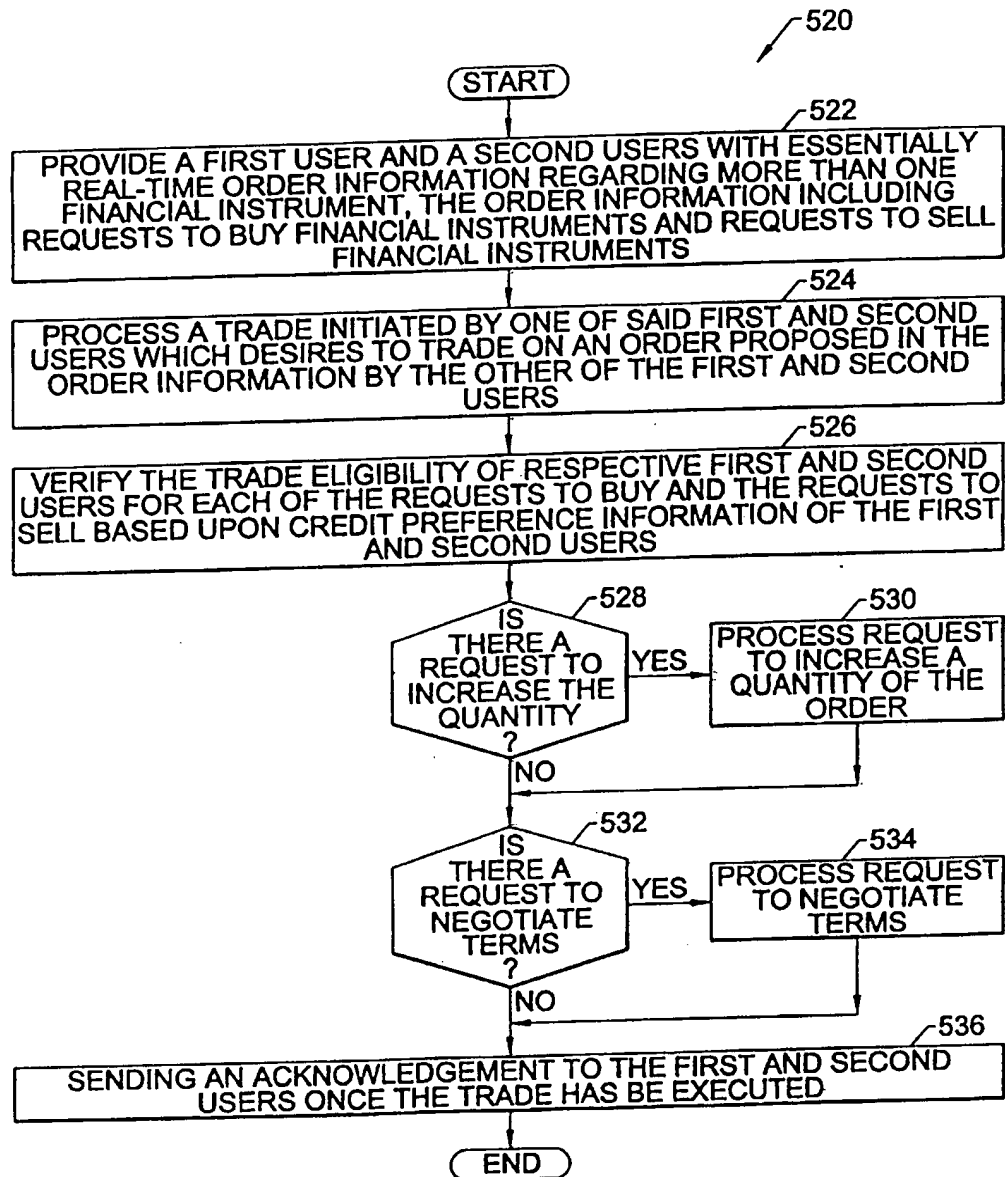 520
START
522
PROVIDE A FIRST USER AND A SECOND USERS WITH ESSENTIALLY
REAL-TIME ORDER INFORMATION REGARDING MORE THAN ONE
FINANCIAL INSTRUMENT, THE ORDER INFORMATION INCLUDING
REQUESTS TO BUY FINANCIAL INSTRUMENTS AND REQUESTS TO SELL
FINANCIAL INSTRUMENTS
524
PROCESS A TRADE INITIATED BY ONE OF SAID FIRST AND SECOND
USERS WHICH DESIRES TO TRADE ON AN ORDER PROPOSED IN THE
ORDER INFORMATION BY THE OTHER OF THE FIRST AND SECOND
USERS
526
VERIFY THE TRADE ELIGIBILITY OF RESPECTIVE FIRST AND SECOND
USERS FOR EACH OF THE REQUESTS TO BUY AND THE REQUESTS TO
SELL BASED UPON CREDIT PREFERENCE INFORMATION OF THE FIRST
AND SECOND USERS
528
IS
THERE A
REQUEST TO
INCREASE THE
QUANTITY
?
YES
530
PROCESS REQUEST
TO INCREASE A
QUANTITY OF THE
ORDER
NO
532
IS
THERE A
REQUEST TO
NEGOTIATE
TERMS
?
YES
534
PROCESS REQUEST
TO NEGOTIATE
TERMS
NO
536
SENDING AN ACKNOWLEDGEMENT TO THE FIRST AND SECOND
USERS ONCE THE TRADE HAS BE EXECUTED
END